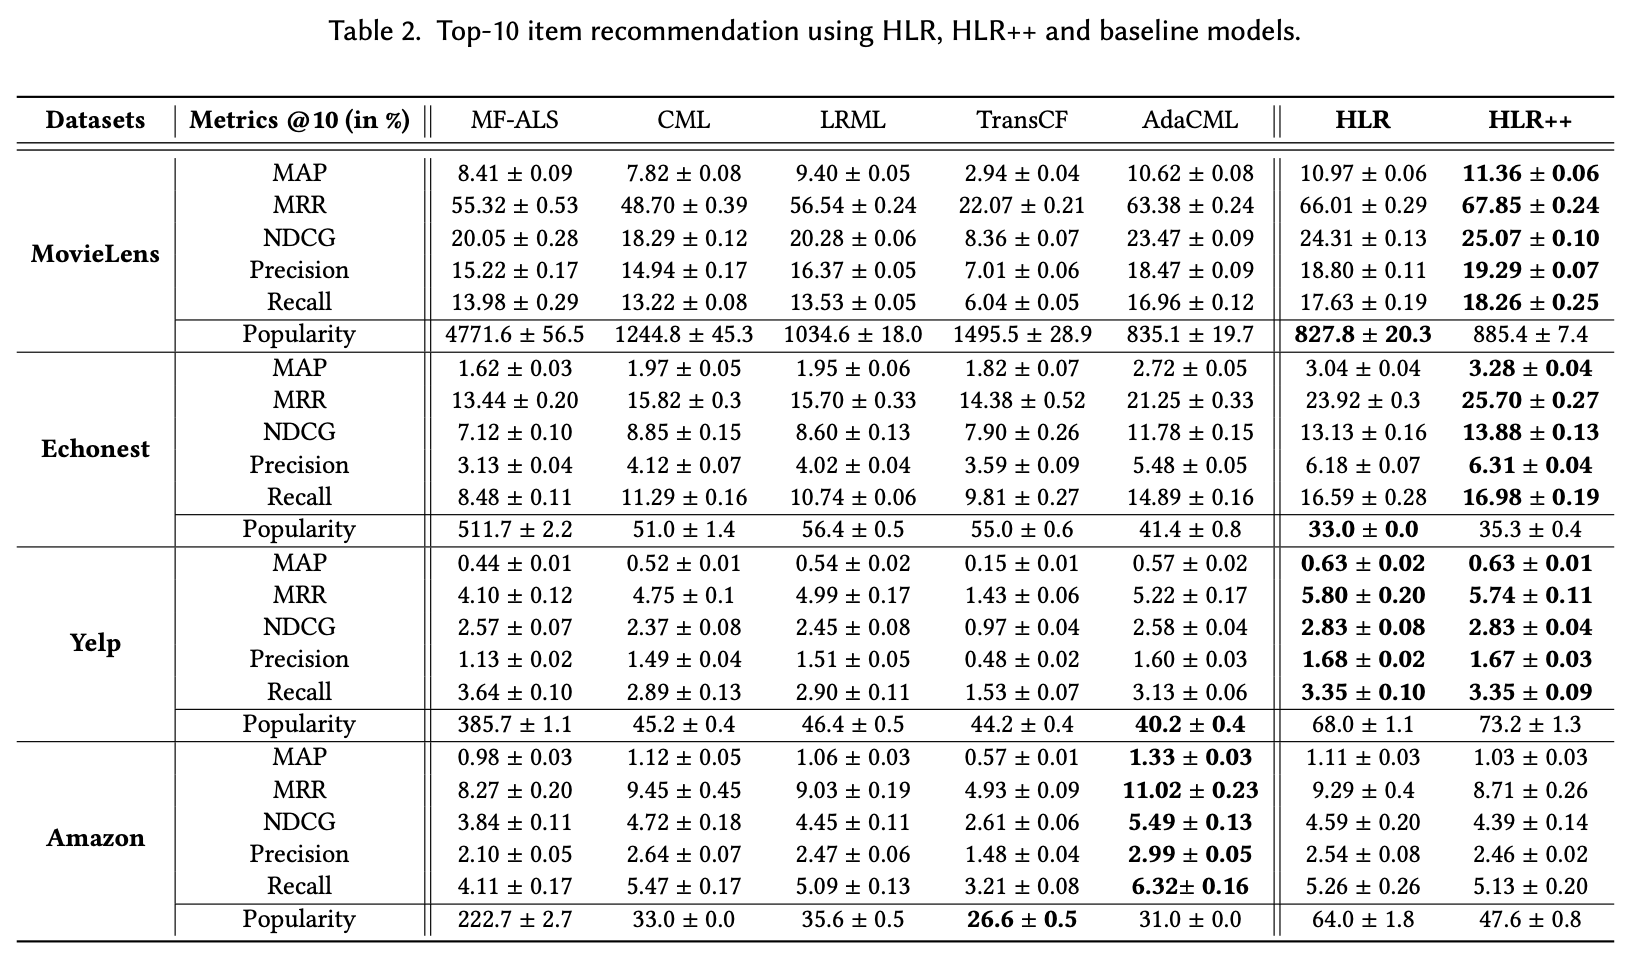 Table 2. Top-10 item recommendation using HLR, HLR++ and baseline models.
Datasets Metrics @10 (in %) MF-ALS CML LRML TransCF AdaCML HLR HLR++
MovieLens
MAP 8.41 ± 0.09 7.82 ± 0.08 9.40 ± 0.05 2.94 ± 0.04 10.62 ± 0.08 10.97 ± 0.06 11.36 ± 0.06
MRR 55.32 ± 0.53 48.70 ± 0.39 56.54 ± 0.24 22.07 ± 0.21 63.38 ± 0.24 66.01 ± 0.29 67.85 ± 0.24
NDCG 20.05 ± 0.28 18.29 ± 0.12 20.28 ± 0.06 8.36 ± 0.07 23.47 ± 0.09 24.31 ± 0.13 25.07 ± 0.10
Precision 15.22 ± 0.17 14.94 ± 0.17 16.37 ± 0.05 7.01 ± 0.06 18.47 ± 0.09 18.80 ± 0.11 19.29 ± 0.07
Recall 13.98 ± 0.29 13.22 ± 0.08 13.53 ± 0.05 6.04 ± 0.05 16.96 ± 0.12 17.63 ± 0.19 18.26 ± 0.25
Popularity 4771.6 ± 56.5 1244.8 ± 45.3 1034.6 ± 18.0 1495.5 ± 28.9 835.1 ± 19.7 827.8 ± 20.3 885.4 ± 7.4
Echonest
MAP 1.62 ± 0.03 1.97 ± 0.05 1.95 ± 0.06 1.82 ± 0.07 2.72 ± 0.05 3.04 ± 0.04 3.28 ± 0.04
MRR 13.44 ± 0.20 15.82 ± 0.3 15.70 ± 0.33 14.38 ± 0.52 21.25 ± 0.33 23.92 ± 0.3 25.70 ± 0.27
NDCG 7.12 ± 0.10 8.85 ± 0.15 8.60 ± 0.13 7.90 ± 0.26 11.78 ± 0.15 13.13 ± 0.16 13.88 ± 0.13
Precision 3.13 ± 0.04 4.12 ± 0.07 4.02 ± 0.04 3.59 ± 0.09 5.48 ± 0.05 6.18 ± 0.07 6.31 ± 0.04
Recall 8.48 ± 0.11 11.29 ± 0.16 10.74 ± 0.06 9.81 ± 0.27 14.89 ± 0.16 16.59 ± 0.28 16.98 ± 0.19
Popularity 511.7 ± 2.2 51.0 ± 1.4 56.4 ± 0.5 55.0 ± 0.6 41.4 ± 0.8 33.0 ± 0.0 35.3 ± 0.4
Yelp
MAP 0.44 ± 0.01 0.52 ± 0.01 0.54 ± 0.02 0.15 ± 0.01 0.57 ± 0.02 0.63 ± 0.02 0.63 ± 0.01
MRR 4.10 ± 0.12 4.75 ± 0.1 4.99 ± 0.17 1.43 ± 0.06 5.22 ± 0.17 5.80 ± 0.20 5.74 ± 0.11
NDCG 2.57 ± 0.07 2.37 ± 0.08 2.45 ± 0.08 0.97 ± 0.04 2.58 ± 0.04 2.83 ± 0.08 2.83 ± 0.04
Precision 1.13 ± 0.02 1.49 ± 0.04 1.51 ± 0.05 0.48 ± 0.02 1.60 ± 0.03 1.68 ± 0.02 1.67 ± 0.03
Recall 3.64 ± 0.10 2.89 ± 0.13 2.90 ± 0.11 1.53 ± 0.07 3.13 ± 0.06 3.35 ± 0.10 3.35 ± 0.09
Popularity 385.7 ± 1.1 45.2 ± 0.4 46.4 ± 0.5 44.2 ± 0.4 40.2 ± 0.4 68.0 ± 1.1 73.2 ± 1.3
Amazon
MAP 0.98 ± 0.03 1.12 ± 0.05 1.06 ± 0.03 0.57 ± 0.01 1.33 ± 0.03 1.11 ± 0.03 1.03 ± 0.03
MRR 8.27 ± 0.20 9.45 ± 0.45 9.03 ± 0.19 4.93 ± 0.09 11.02 ± 0.23 9.29 ± 0.4 8.71 ± 0.26
NDCG 3.84 ± 0.11 4.72 ± 0.18 4.45 ± 0.11 2.61 ± 0.06 5.49 ± 0.13 4.59 ± 0.20 4.39 ± 0.14
Precision 2.10 ± 0.05 2.64 ± 0.07 2.47 ± 0.06 1.48 ± 0.04 2.99 ± 0.05 2.54 ± 0.08 2.46 ± 0.02
Recall 4.11 ± 0.17 5.47 ± 0.17 5.09 ± 0.13 3.21 ± 0.08 6.32± 0.16 5.26 ± 0.26 5.13 ± 0.20
Popularity 222.7 ± 2.7 33.0 ± 0.0 35.6 ± 0.5 26.6 ± 0.5 31.0 ± 0.0 64.0 ± 1.8 47.6 ± 0.8